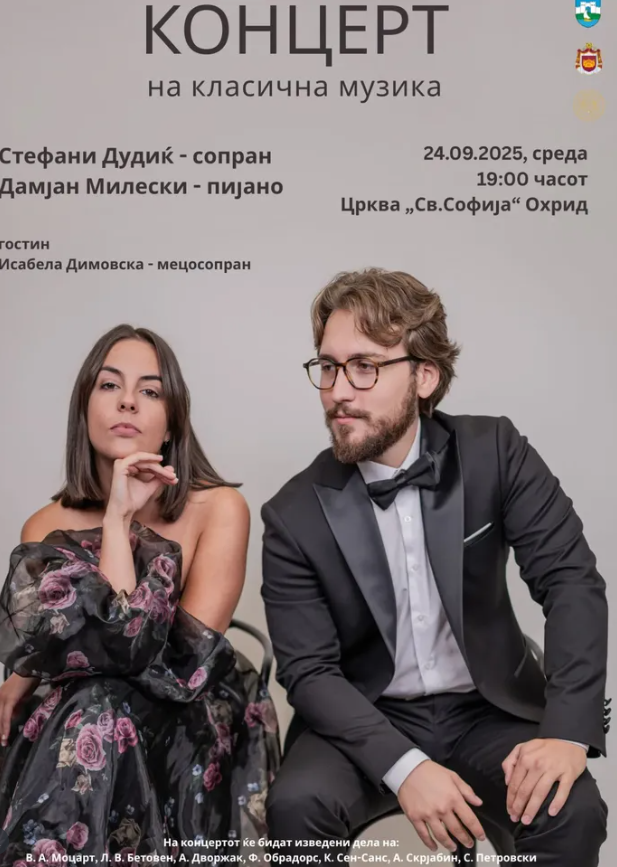 КОНЦЕРТ
на класична музика
Стефани Дудиќ - сопран
Дамјан Милески - пијано
24.09.2025, среда
19:00 часот
Црква „Св.Софија“ Охрид
гостин
Исабела Димовска - мецосопран
На концертот ќе бидат изведени дела на:
В. А. Моцарт, Л. В. Бетовен, А. Дворжак, Ф. Обрадорс, К. Сен-Санс, А. Скрјабин, С. Петровски